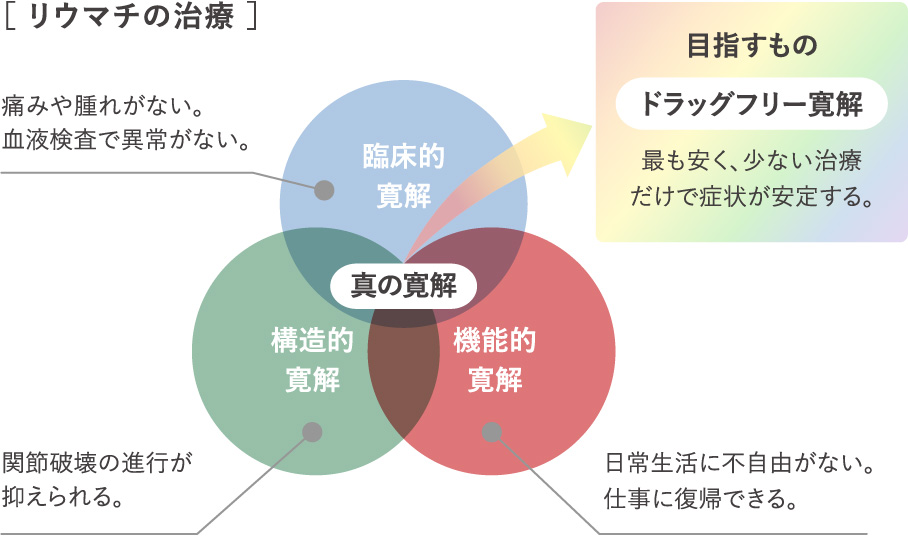 [ リウマチの治療 ]
痛みや腫れがない。
血液検査で異常がない。
目指すもの
ドラッグフリー寛解
最も安く、少ない治療
だけで症状が安定する。
臨床的
寛解
真の寛解
構造的
寛解
機能的
寛解
関節破壊の進行が
抑えられる。
日常生活に不自由がない。
仕事に復帰できる。